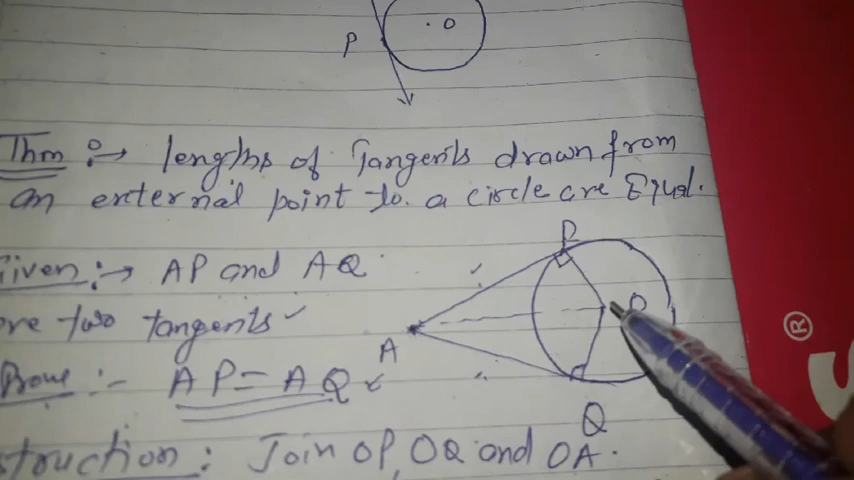 O
P
Thm :→ lengths of Tangents drawn from
an external point to a circle are Equal.
Given :→ AP and AQ
are two tangents
Prove :- AP = AQ
struction : Join OP, OQ and OA.
P
O
A
Q
®
S